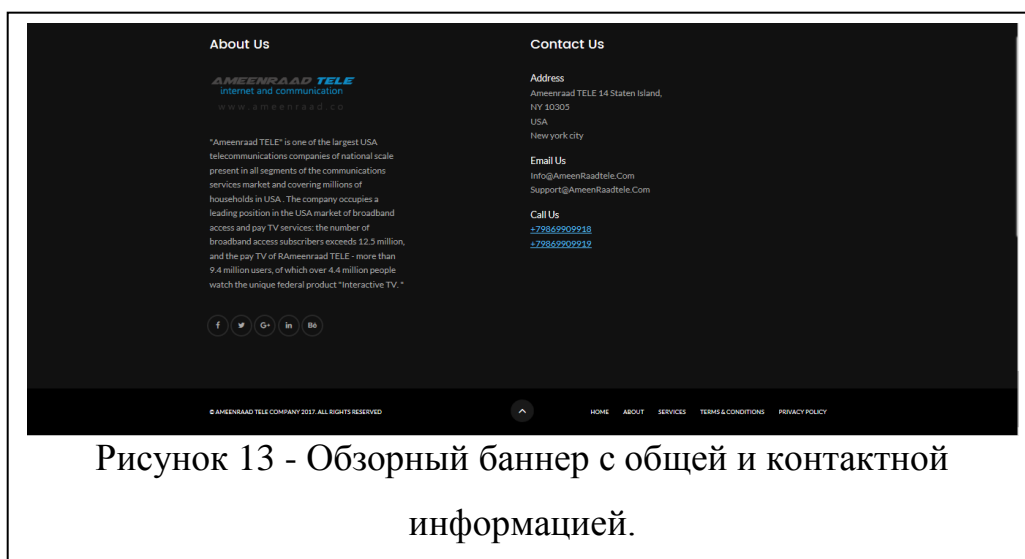 About Us
AMEENRAAD TELE
internet and communication
www.ameenraad.co
"Ameenraad TELE" is one of the largest USA
telecommunications companies of national scale
present in all segments of the communications
services market and covering millions of
households in USA . The company occupies a
leading position in the USA market of broadband
access and pay TV services: the number of
broadband access subscribers exceeds 12.5 million,
and the pay TV of RAmeenraad TELE - more than
9.4 million users, of which over 4.4 million people
watch the unique federal product "Interactive TV. "
f
G+
in
Bē
Contact Us
Address
Ameenraad TELE 14 Staten Island,
NY 10305
USA
New york city
Email Us
Info@AmeenRaadtele.Com
Support@AmeenRaadtele.Com
Call Us
+79869909918
+79869909919
© AMEENRAAD TELE COMPANY 2017. ALL RIGHTS RESERVED
HOME ABOUT SERVICES TERMS & CONDITIONS PRIVACY POLICY
Рисунок 13 - Обзорный баннер с общей и контактной
информацией.